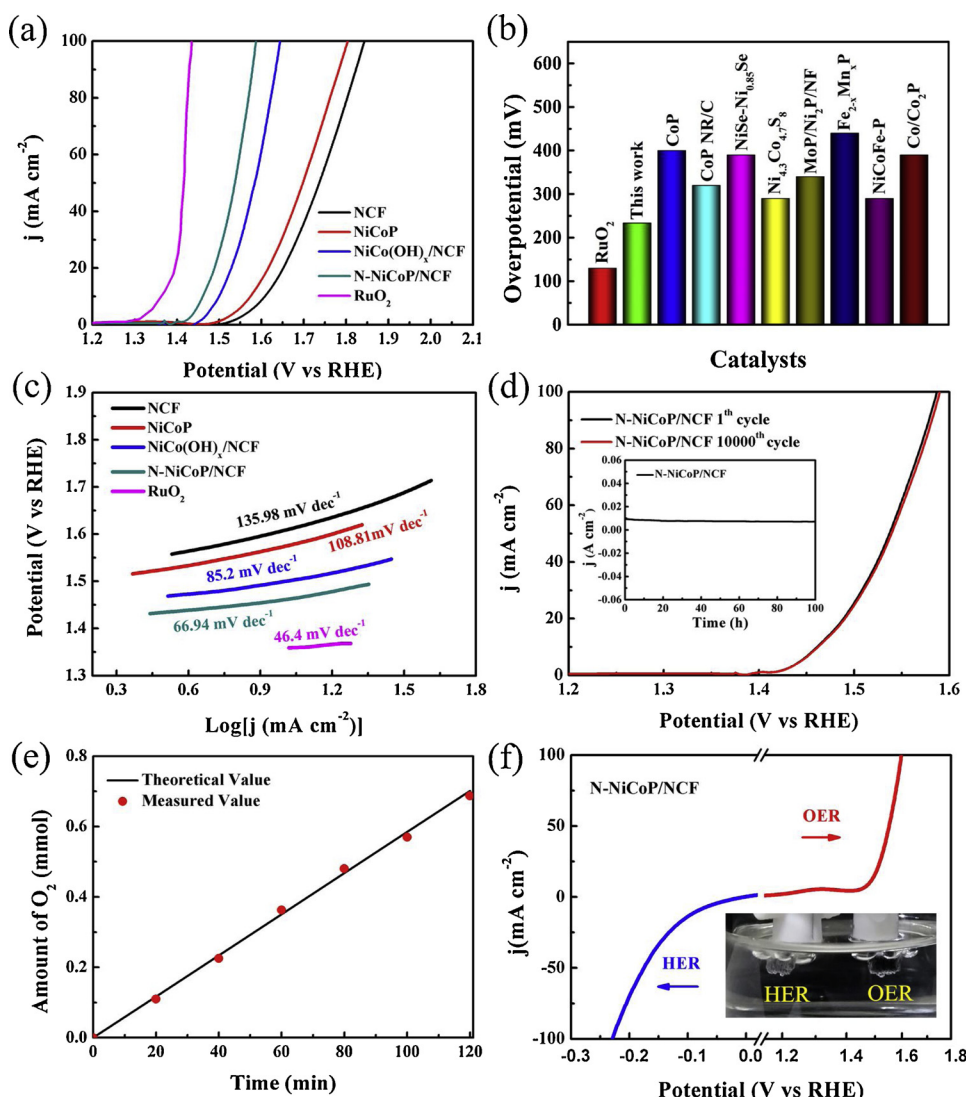 (a)
100
80
60
40
20
0
j (mA cm⁻²)
NCF
NiCoP
NiCo(OH)ₓ/NCF
N-NiCoP/NCF
RuO₂
1.2 1.3 1.4 1.5 1.6 1.7 1.8 1.9 2.0 2.1
Potential (V vs RHE)
(b)
600
500
400
300
200
100
0
Overpotential (mV)
RuO₂
This work
CoP
CoP NR/C
NiSe-Ni₀.₈₅Se
Ni₄.₃Co₄.₇S₈
MoP/Ni₂P/NF
Fe₂₋ₓMnₓP
NiCoFe-P
Co/Co₂P
Catalysts
(c)
1.9
1.8
1.7
1.6
1.5
1.4
1.3
Potential (V vs RHE)
NCF
NiCoP
NiCo(OH)ₓ/NCF
N-NiCoP/NCF
RuO₂
135.98 mV dec⁻¹
108.81mV dec⁻¹
85.2 mV dec⁻¹
66.94 mV dec⁻¹
46.4 mV dec⁻¹
0.3 0.6 0.9 1.2 1.5 1.8
Log[j (mA cm⁻²)]
(d)
100
80
60
40
20
0
j (mA cm⁻²)
N-NiCoP/NCF 1ᵗʰ cycle
N-NiCoP/NCF 10000ᵗʰ cycle
0.06
0.04
0.02
0.00
-0.02
-0.04
-0.06
j (A cm⁻²)
N-NiCoP/NCF
0 20 40 60 80 100
Time (h)
1.2 1.3 1.4 1.5 1.6
Potential (V vs RHE)
(e)
0.8
0.6
0.4
0.2
0.0
Amount of O₂ (mmol)
Theoretical Value
Measured Value
0 20 40 60 80 100 120
Time (min)
(f)
100
50
0
-50
-100
j(mA cm⁻²)
N-NiCoP/NCF
OER
HER
HER OER
-0.3 -0.2 -0.1 0.0 1.2 1.4 1.6 1.8
Potential (V vs RHE)